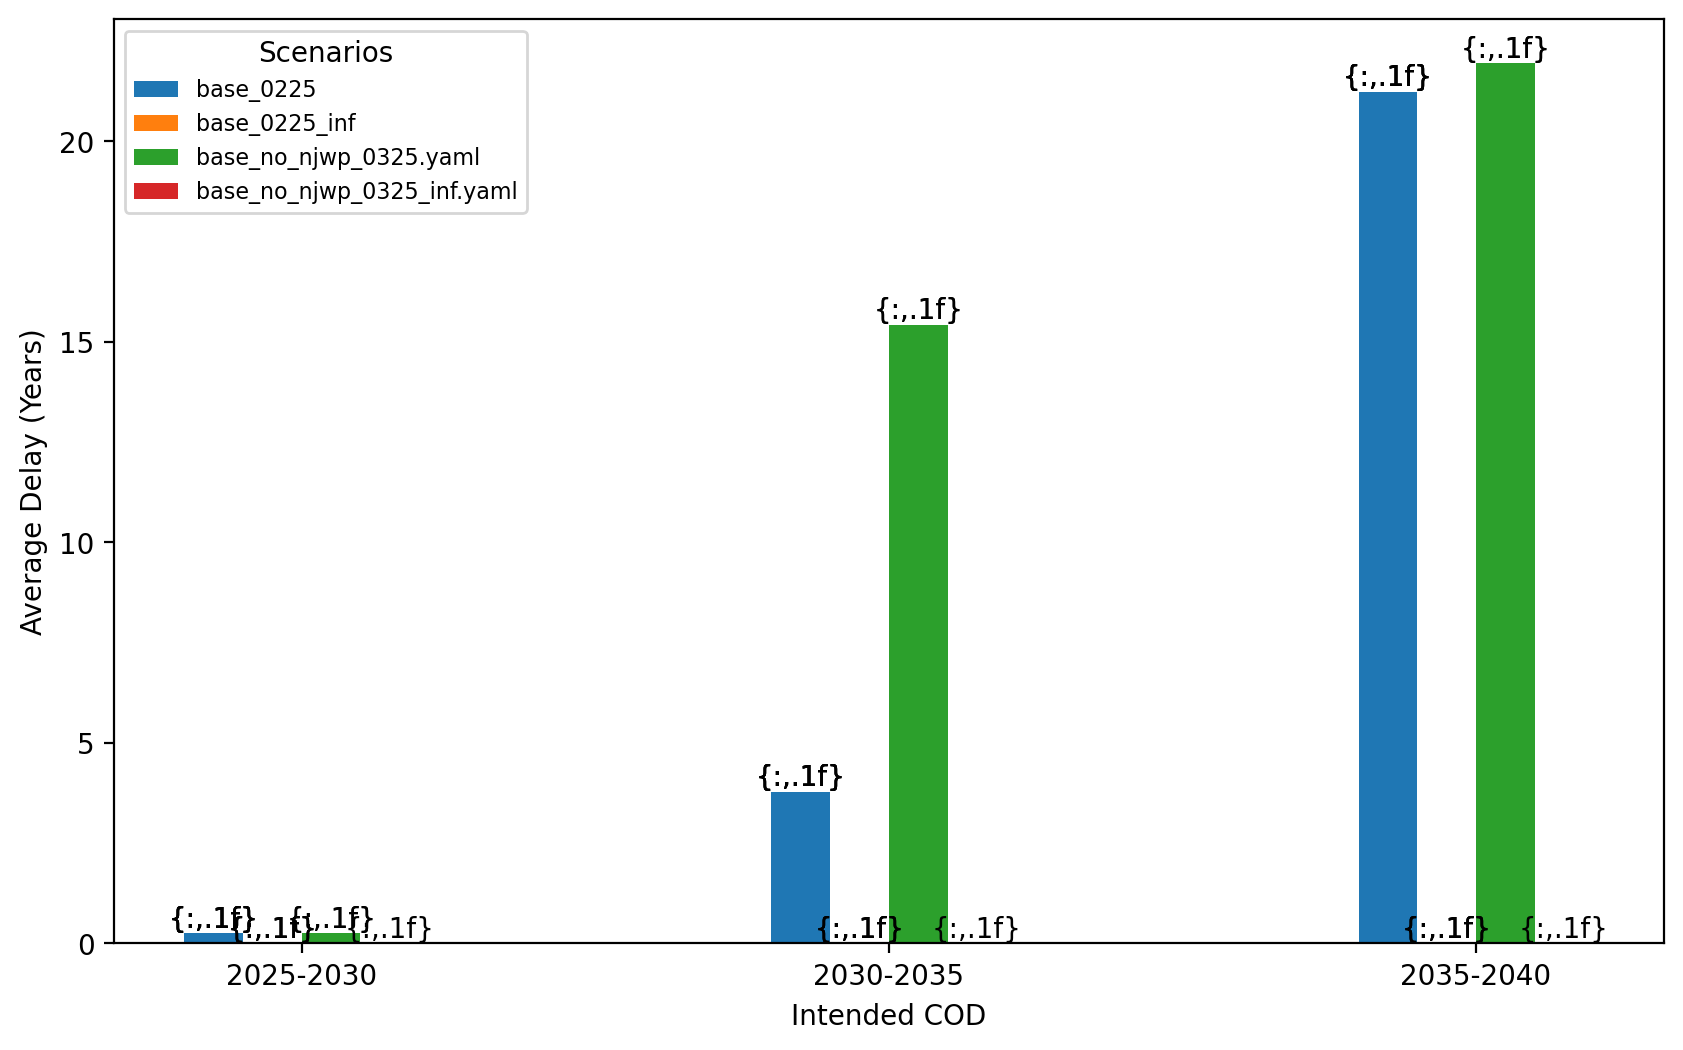 Scenarios
base_0225
base_0225_inf
base_no_njwp_0325.yaml
base_no_njwp_0325_inf.yaml
Average Delay (Years)
20
15
10
5
0
{:,.1f}
{:,.1f}
{:,.1f}
{:,.1f}
{:,.1f}
{:,.1f}
{:,.1f}
{:,.1f}
{:,.1f}
{:,.1f}
{:,.1f}
{:,.1f}
2025-2030
2030-2035
2035-2040
Intended COD